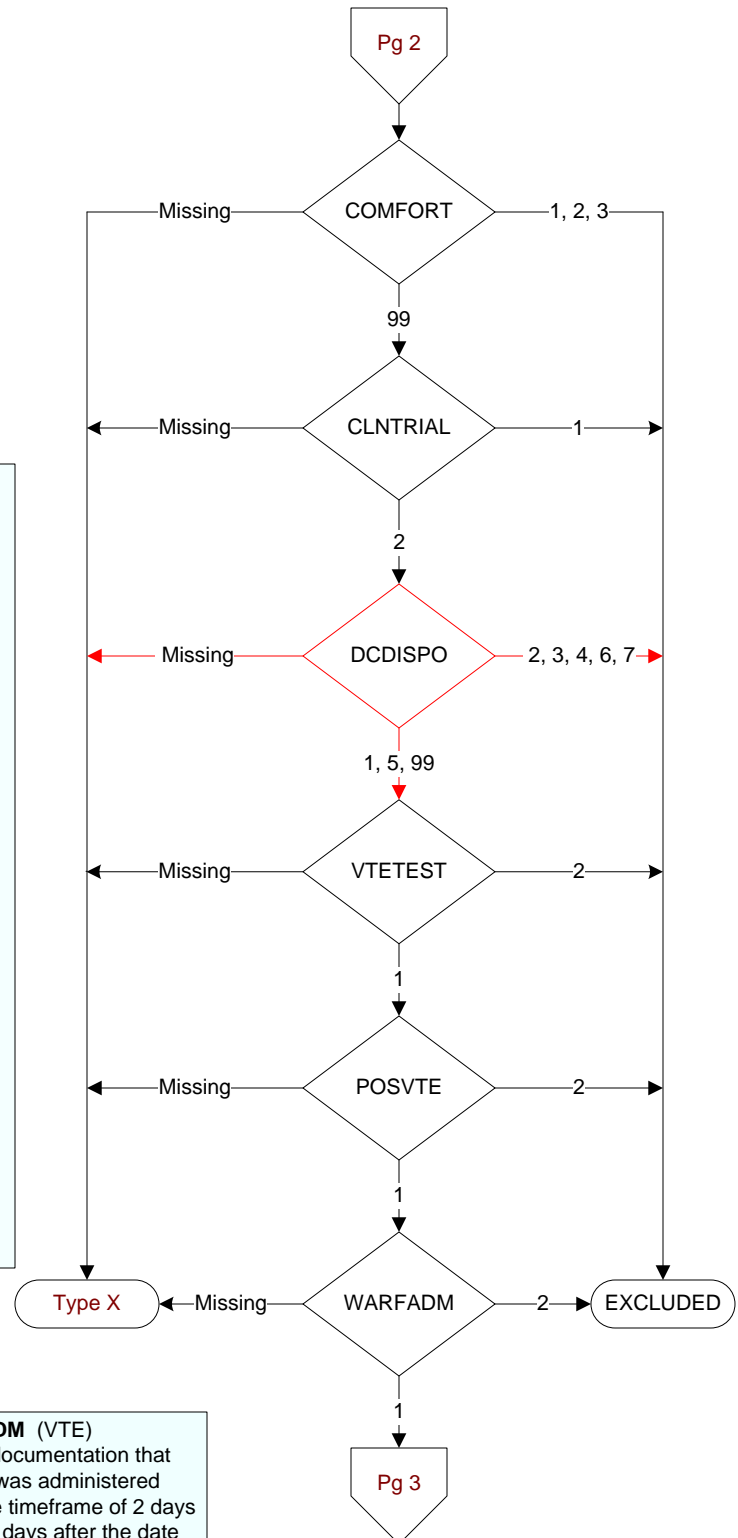 Pg 2
Missing
COMFORT
1, 2, 3
99
Missing
CLNTRIAL
1
2
Missing
DCDISPO
2, 3, 4, 6, 7
1, 5, 99
Missing
VTETEST
2
1
Missing
POSVTE
2
1
Type X
Missing
WARFADM
2
EXCLUDED
1
(VTE)
documentation that
was administered
timeframe of 2 days
days after the date
Pg 3